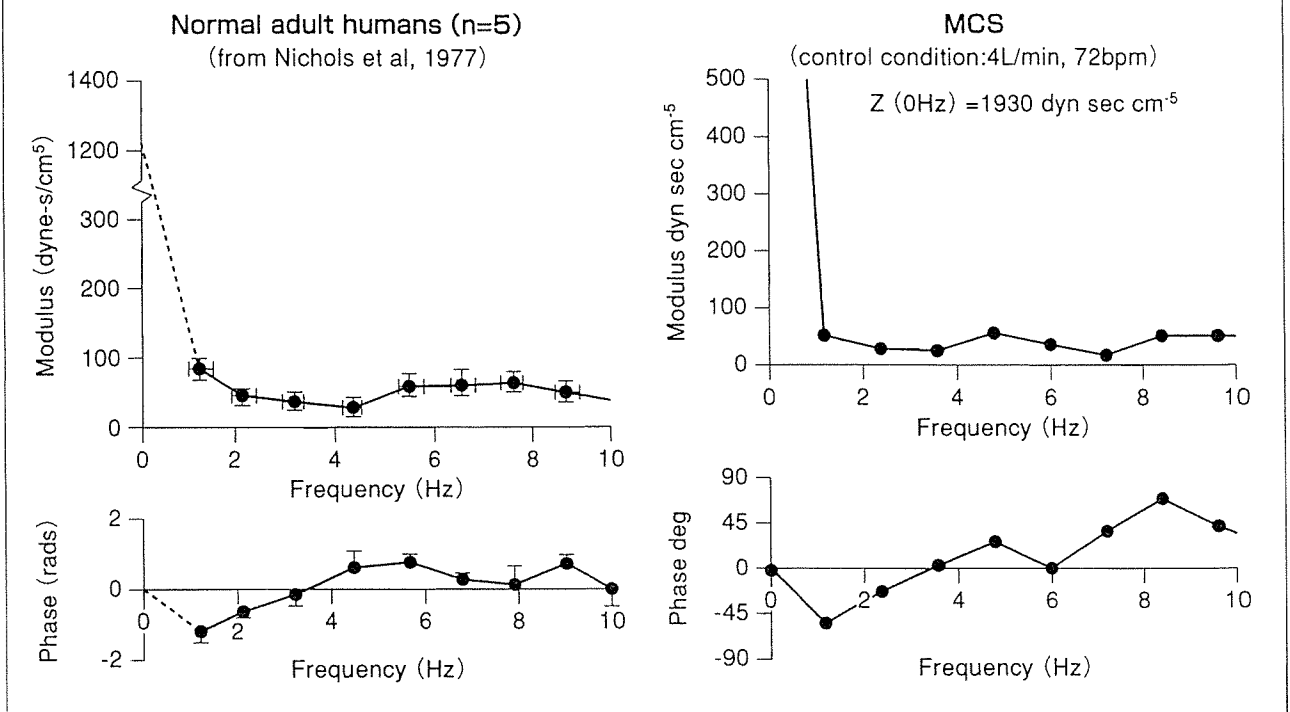 Normal adult humans (n=5)
(from Nichols et al, 1977)
Modulus (dyne-s/cm⁵)
1400
1200
300
200
100
0
0 2 4 6 8 10
Frequency (Hz)
Phase (rads)
2
0
-2
0 2 4 6 8 10
Frequency (Hz)
MCS
(control condition:4L/min, 72bpm)
Z (0Hz) =1930 dyn sec cm⁻⁵
Modulus dyn sec cm⁻⁵
500
400
300
200
100
0
0 2 4 6 8 10
Frequency (Hz)
Phase deg
90
45
0
-45
-90
0 2 4 6 8 10
Frequency (Hz)